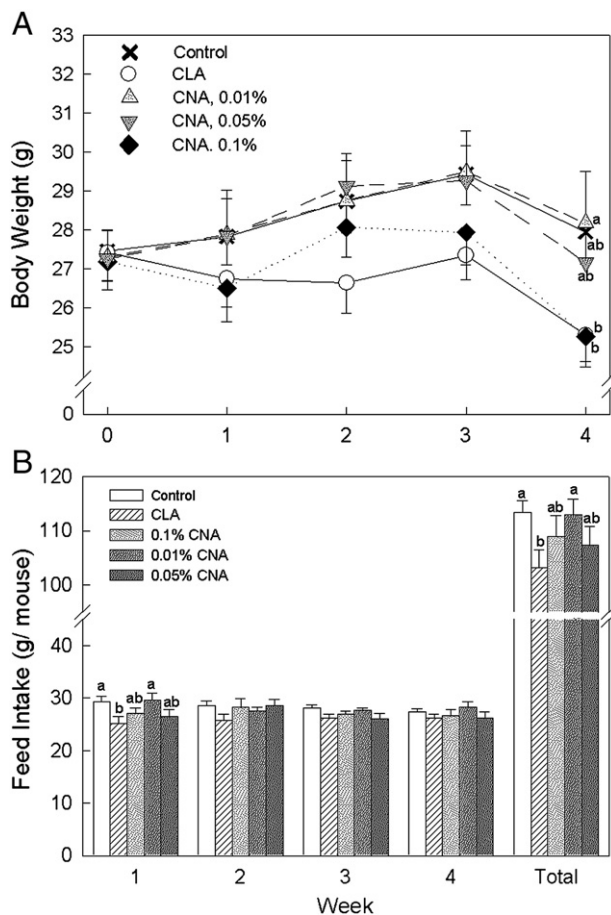 A
33
32
31
30
29
28
27
26
25
0
Body Weight (g)
Control
CLA
CNA, 0.01%
CNA, 0.05%
CNA. 0.1%
a
ab
ab
b
b
0 1 2 3 4
B
120
110
100
40
30
20
10
0
Feed Intake (g/ mouse)
Control
CLA
0.1% CNA
0.01% CNA
0.05% CNA
a b ab a ab
a b ab a ab
1 2 3 4 Total
Week